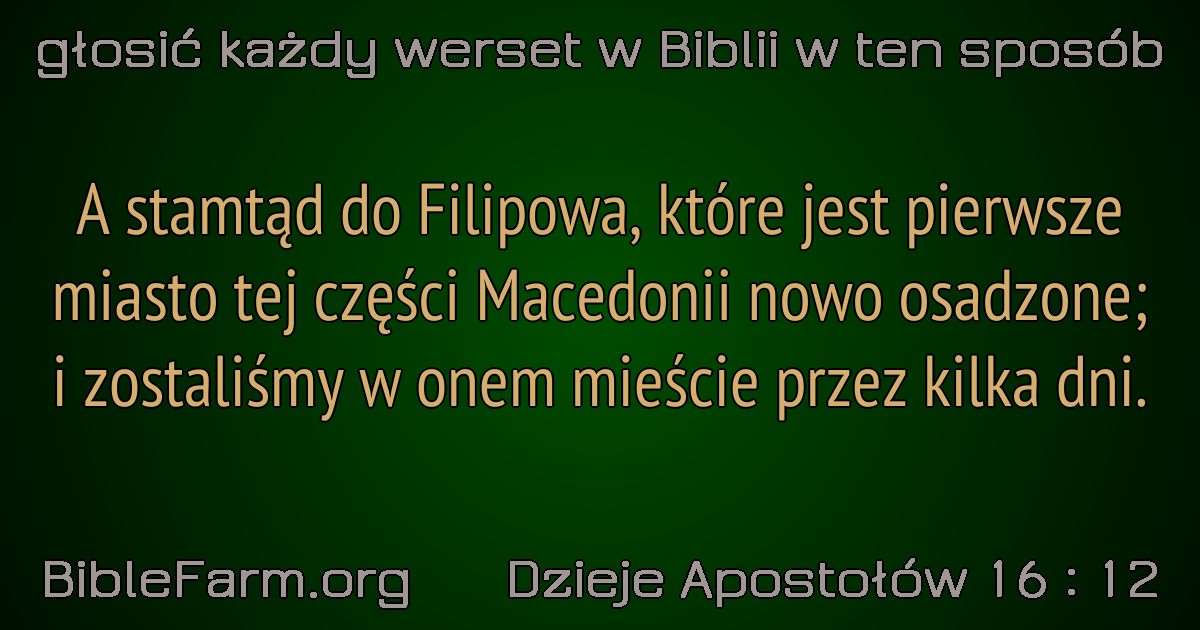 głosić każdy werset w Biblii w ten sposób
A stamtąd do Filipowa, które jest pierwsze
miasto tej części Macedonii nowo osadzone;
i zostaliśmy w onem mieście przez kilka dni.
BibleFarm.org
Dzieje Apostołów 16 : 12